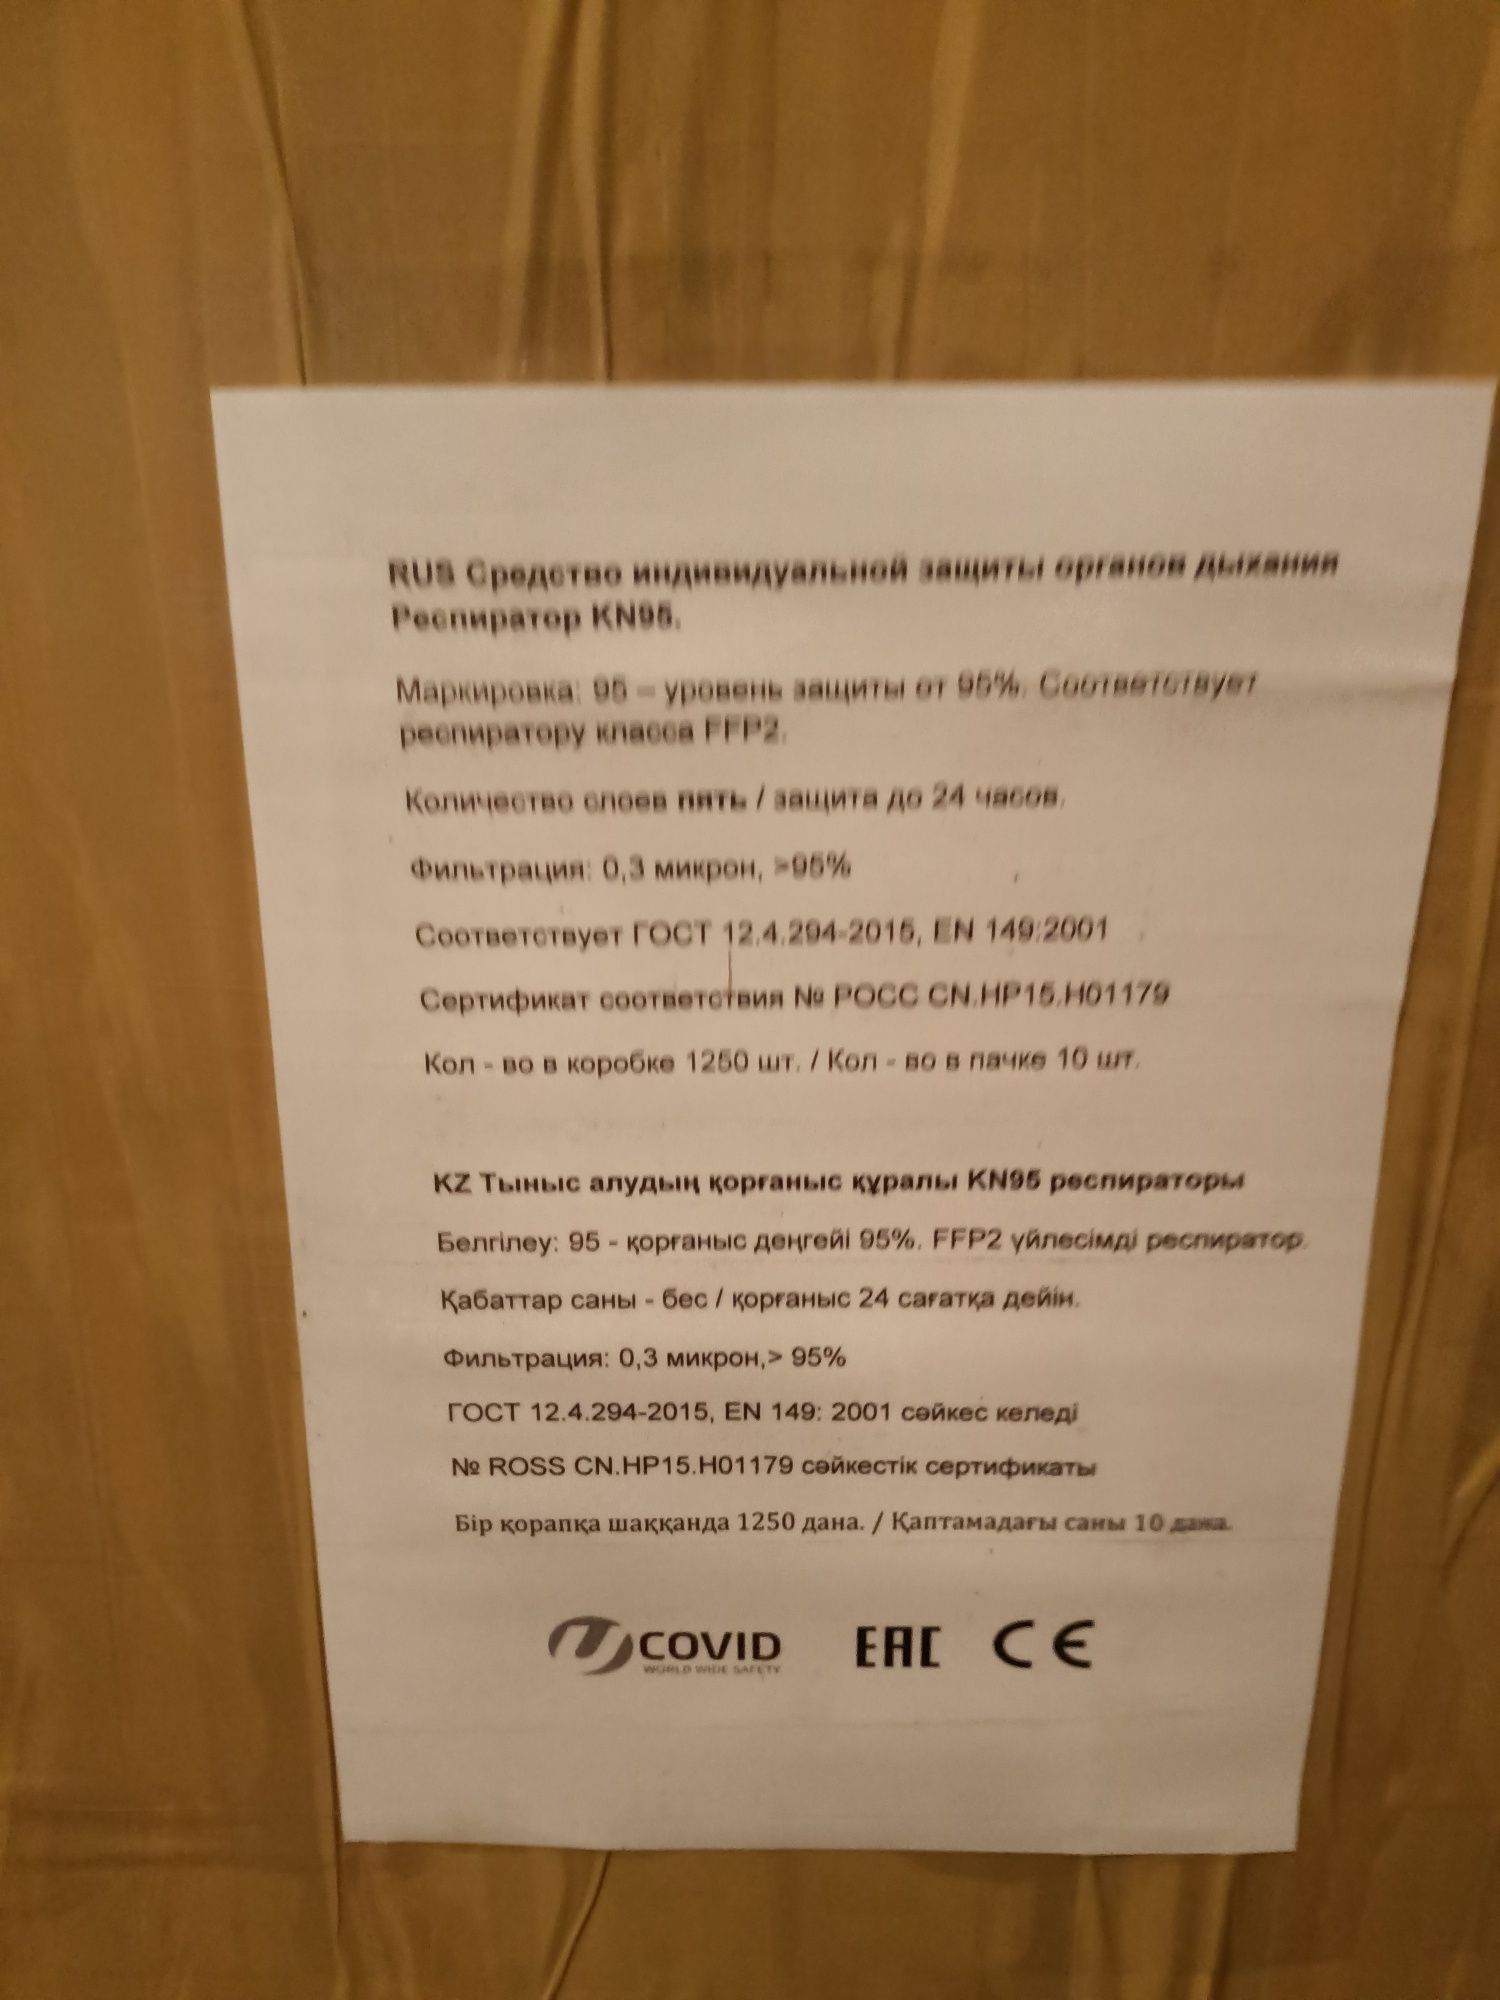 RUS Средство индивидуальной защиты органов дыхания
Респиратор KN95.
Маркировка: 95 – уровень защиты от 95%. Соответствует
респиратору класса FFP2.
Количество слоев пять / защита до 24 часов.
Фильтрация: 0,3 микрон, >95%
Соответствует ГОСТ 12.4.294-2015, EN 149:2001
Сертификат соответствия № РОСС CN.HP15.H01179
Кол - во в коробке 1250 шт. / Кол - во в пачке 10 шт.
KZ Тыныс алудың қорғаныс құралы KN95 респираторы
Белгілеу: 95 - қорғаныс деңгейі 95%. FFP2 үйлесімді респиратор.
Қабаттар саны - бес / қорғаныс 24 сағатқа дейін.
Фильтрация: 0,3 микрон,> 95%
ГОСТ 12.4.294-2015, EN 149: 2001 сәйкес келеді
№ ROSS CN.HP15.H01179 сәйкестік сертификаты
Бір қорапқа шаққанда 1250 дана. / Қаптамадағы саны 10 дана.
COVID EAC CE
WORLD WIDE SAFETY